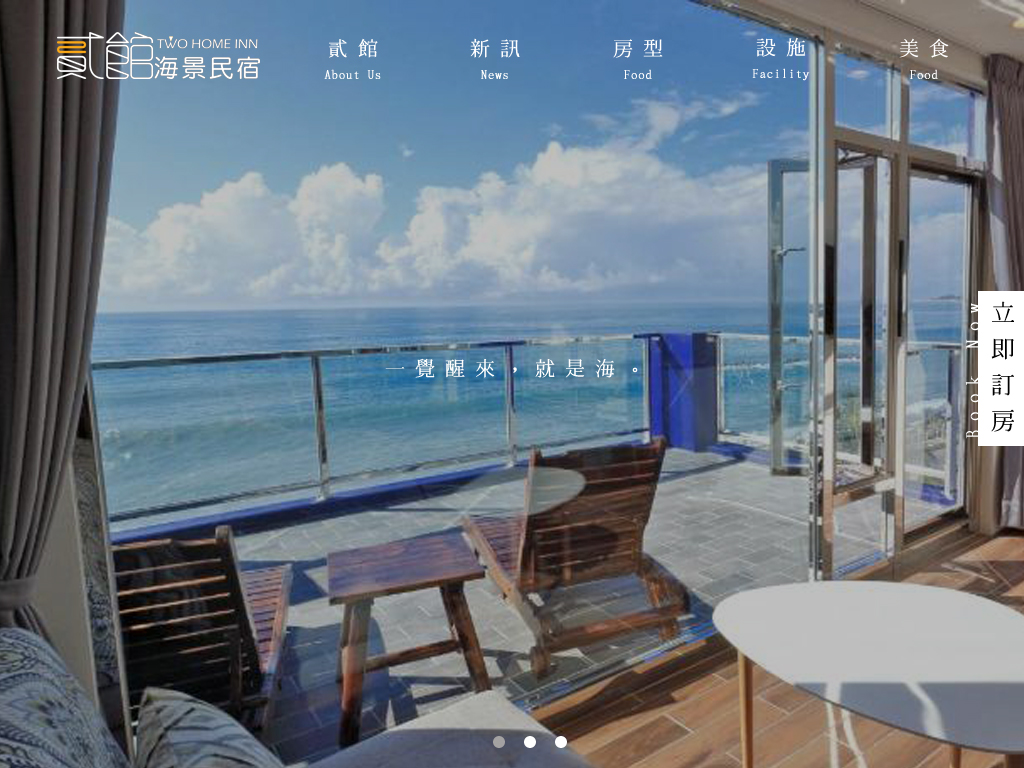 貳館 TWO HOME INN
海景民宿
貳館
About Us
新訊
News
房型
Food
設施
Facility
美食
Food
一覺醒來，就是海。
Book Now
立即訂房